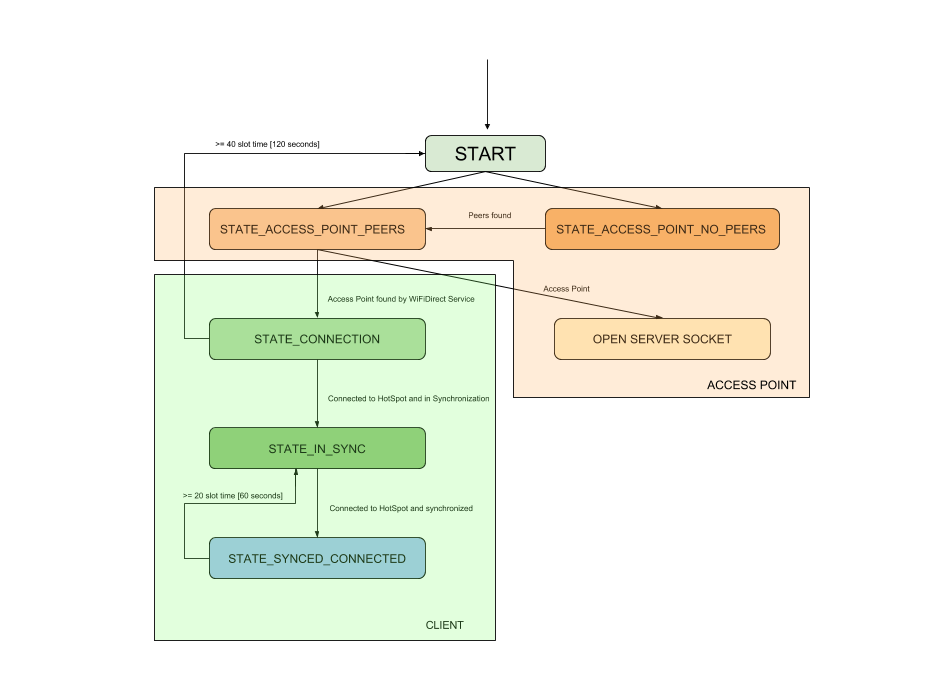 >= 40 slot time [120 seconds]
START
STATE_ACCESS_POINT_PEERS
Peers found
STATE_ACCESS_POINT_NO_PEERS
Access Point
Access Point found by WiFiDirect Service
STATE_CONNECTION
OPEN SERVER SOCKET
ACCESS POINT
Connected to HotSpot and in Synchronization
STATE_IN_SYNC
>= 20 slot time [60 seconds]
Connected to HotSpot and synchronized
STATE_SYNCED_CONNECTED
CLIENT